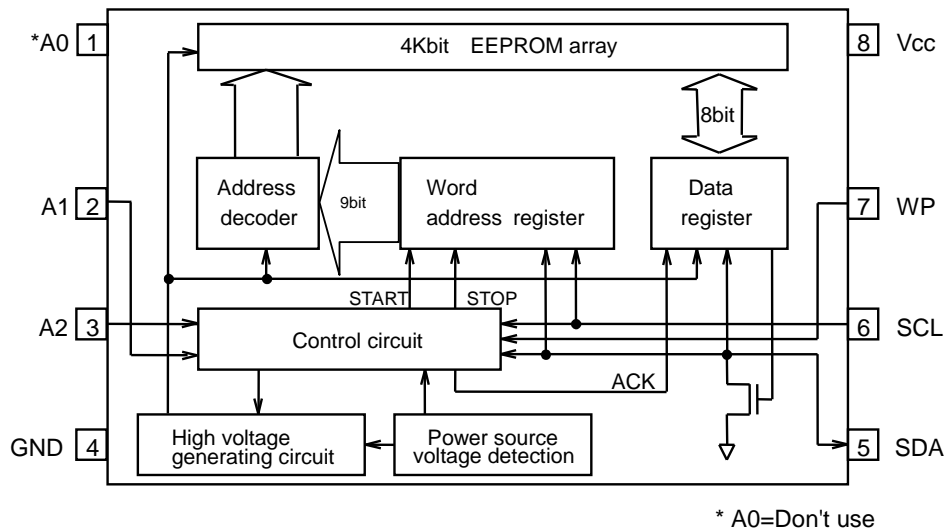 *A0 1
4Kbit EEPROM array
8 Vcc
8bit
A1 2
Address
decoder
9bit
Word
address register
Data
register
7 WP
START
STOP
A2 3
Control circuit
6 SCL
ACK
GND 4
High voltage
generating circuit
Power source
voltage detection
5 SDA
* A0=Don't use